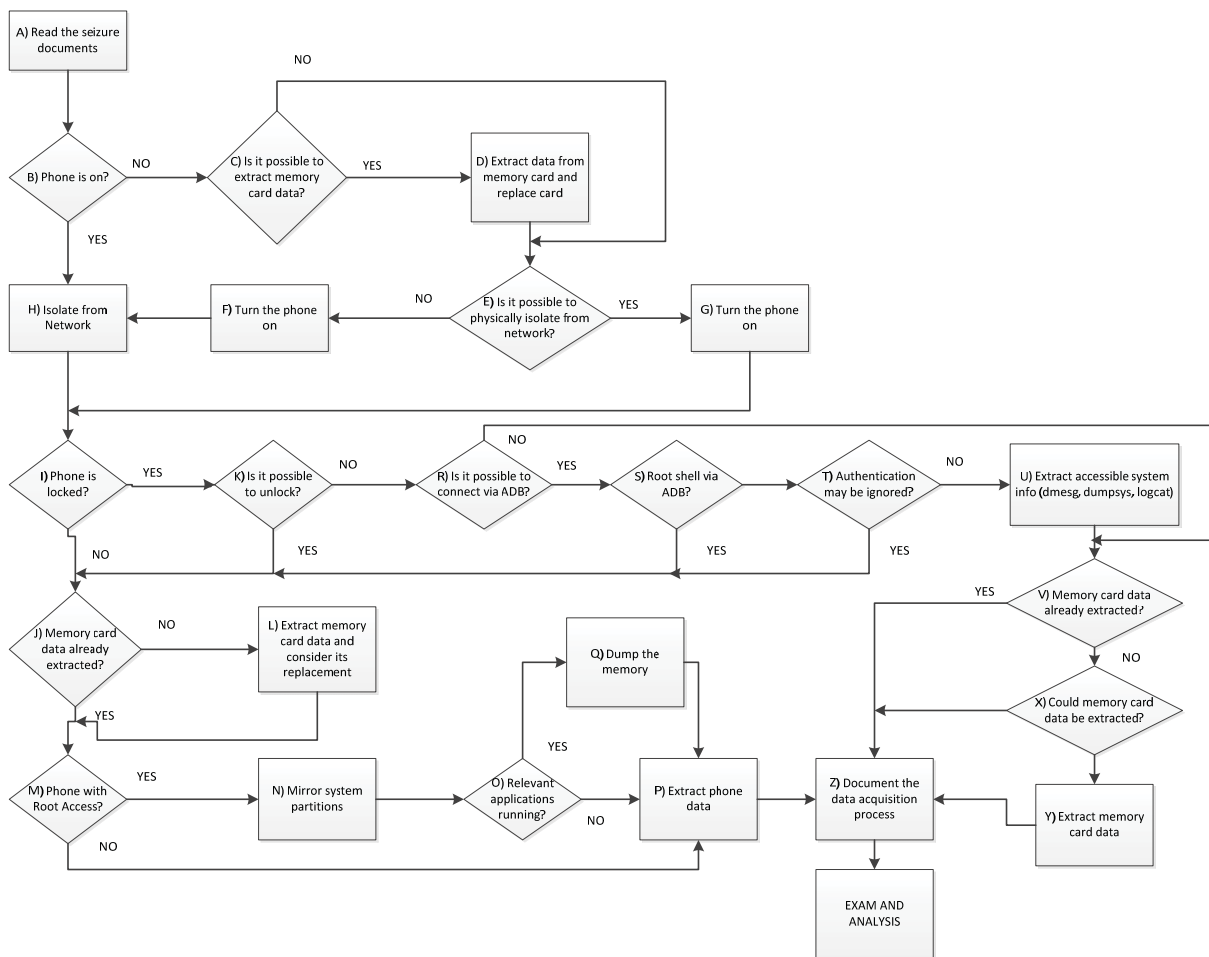 A) Read the seizure
documents
NO
B) Phone is on?
NO
C) Is it possible to
extract memory
card data?
YES
D) Extract data from
memory card and
replace card
YES
H) Isolate from
Network
F) Turn the phone
on
NO
E) Is it possible to
physically isolate from
network?
YES
G) Turn the phone
on
I) Phone is
locked?
YES
K) Is it possible
to unlock?
NO
R) Is it possible to
connect via ADB?
NO
YES
S) Root shell via
ADB?
T) Authentication
may be ignored?
NO
U) Extract accessible system
info (dmesg, dumpsys, logcat)
NO
YES
YES
YES
J) Memory card
data already
extracted?
NO
L) Extract memory
card data and
consider its
replacement
YES
Q) Dump the
memory
YES
V) Memory card data
already extracted?
NO
X) Could memory card
data be extracted?
M) Phone with
Root Access?
YES
NO
N) Mirror system
partitions
O) Relevant
applications
running?
YES
NO
P) Extract phone
data
Z) Document the
data acquisition
process
Y) Extract memory
card data
EXAM AND
ANALYSIS